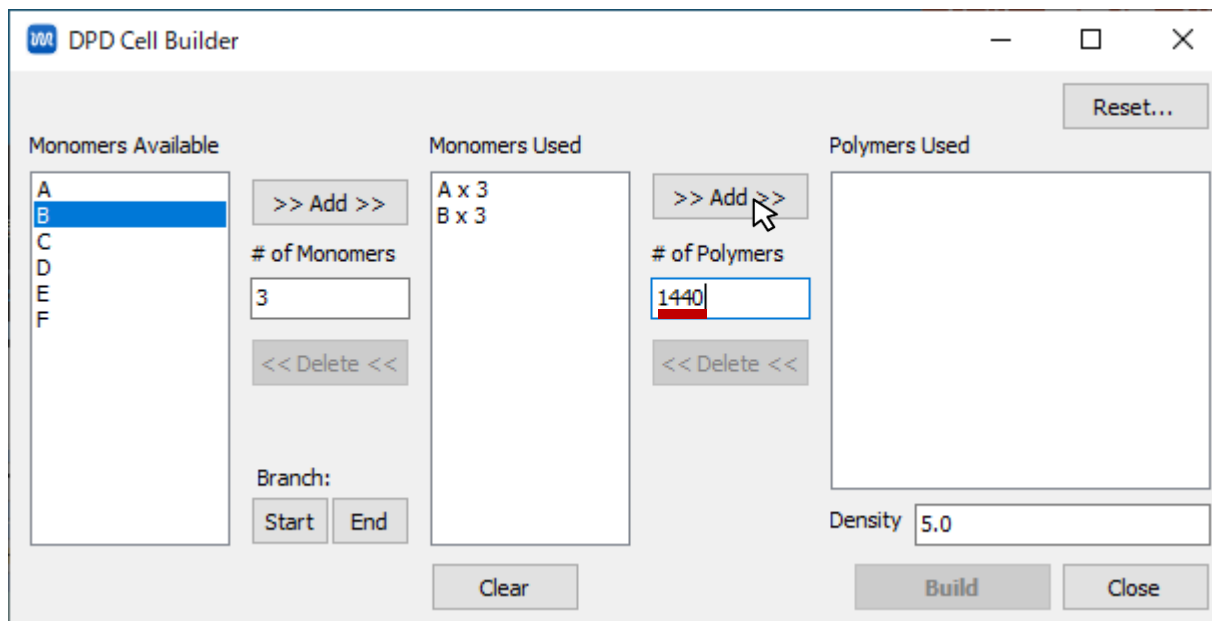 DPD Cell Builder
Reset...
Monomers Available
Monomers Used
Polymers Used
A
B
C
D
E
F
>> Add >>
# of Monomers
3
<< Delete <<
Branch:
Start End
A x 3
B x 3
Clear
>> Add >>
# of Polymers
1440
<< Delete <<
Density 5.0
Build
Close